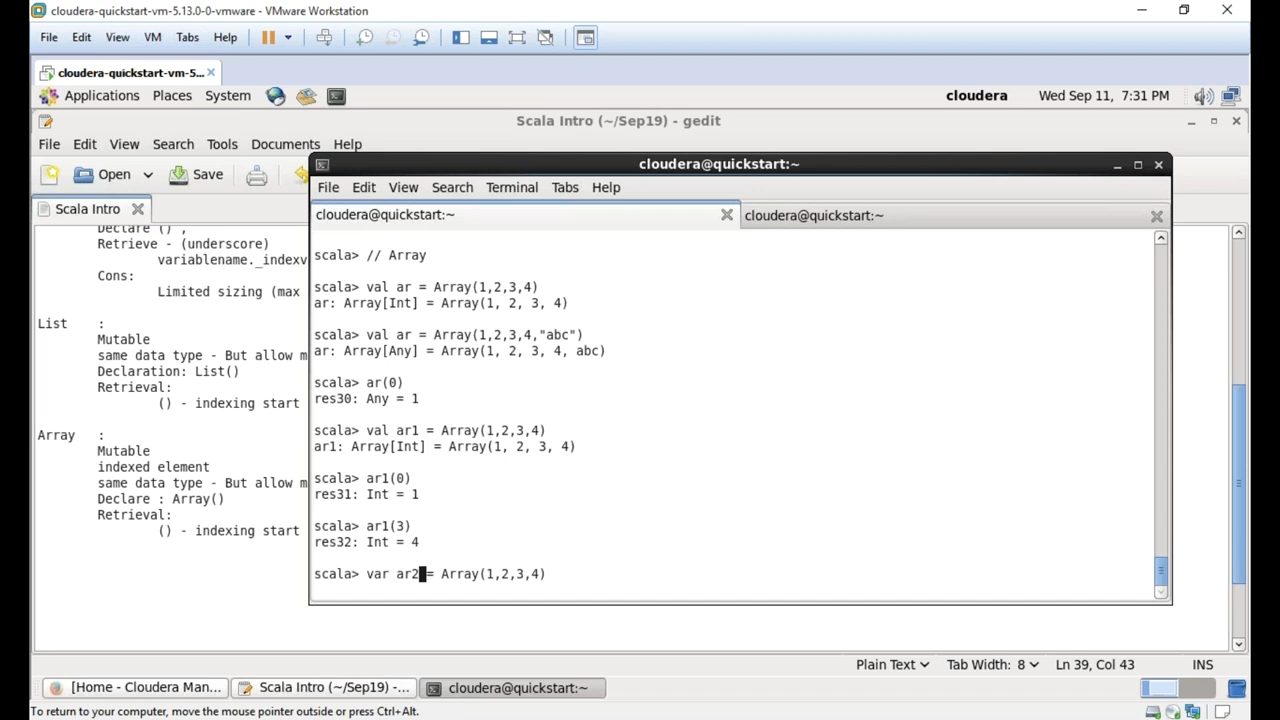 cloudera-quickstart-vm-5.13.0-0-vmware - VMware Workstation
File Edit View VM Tabs Help
cloudera-quickstart-vm-5...
Applications Places System cloudera Wed Sep 11, 7:31 PM
Scala Intro (~/Sep19) - gedit
File Edit View Search Tools Documents Help
Open Save
Scala Intro
Declare () ,
Retrieve - (underscore)
variablename._indexv
Cons:
Limited sizing (max
List :
Mutable
same data type - But allow m
Declaration: List()
Retrieval:
() - indexing start
Array :
Mutable
indexed element
same data type - But allow m
Declare : Array()
Retrieval:
() - indexing start
cloudera@quickstart:~
File Edit View Search Terminal Tabs Help
cloudera@quickstart:~ cloudera@quickstart:~
scala> // Array
scala> val ar = Array(1,2,3,4)
ar: Array[Int] = Array(1, 2, 3, 4)
scala> val ar = Array(1,2,3,4,"abc")
ar: Array[Any] = Array(1, 2, 3, 4, abc)
scala> ar(0)
res30: Any = 1
scala> val ar1 = Array(1,2,3,4)
ar1: Array[Int] = Array(1, 2, 3, 4)
scala> ar1(0)
res31: Int = 1
scala> ar1(3)
res32: Int = 4
scala> var ar2 = Array(1,2,3,4)
Plain Text Tab Width: 8 Ln 39, Col 43 INS
[Home - Cloudera Man... Scala Intro (~/Sep19) -... cloudera@quickstart:~
To return to your computer, move the mouse pointer outside or press Ctrl+Alt.